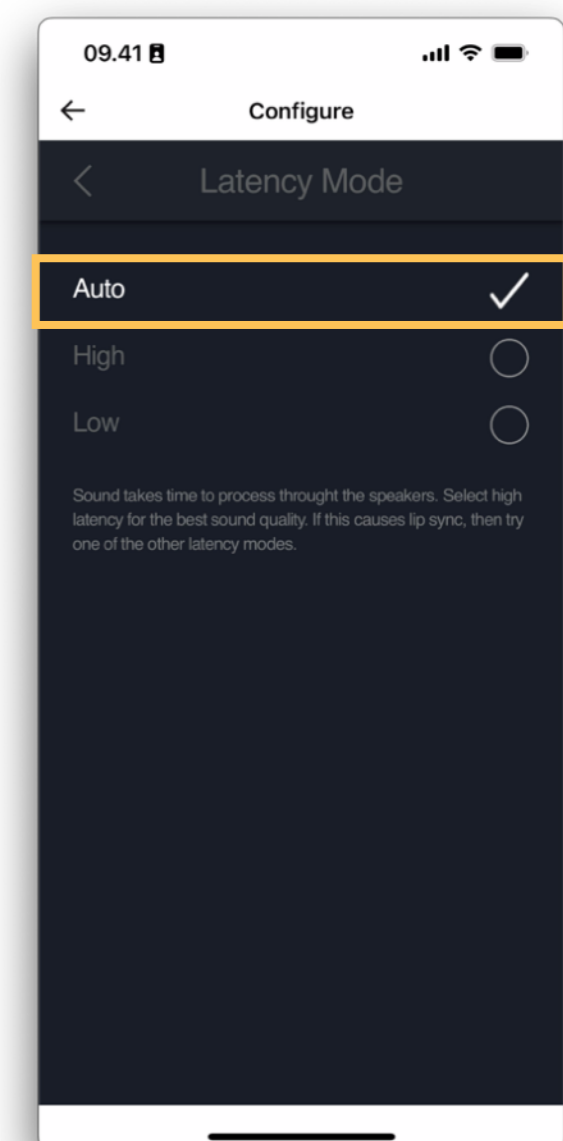 09.41
Configure
Latency Mode
Auto
High
Low
Sound takes time to process throught the speakers. Select high
latency for the best sound quality. If this causes lip sync, then try
one of the other latency modes.